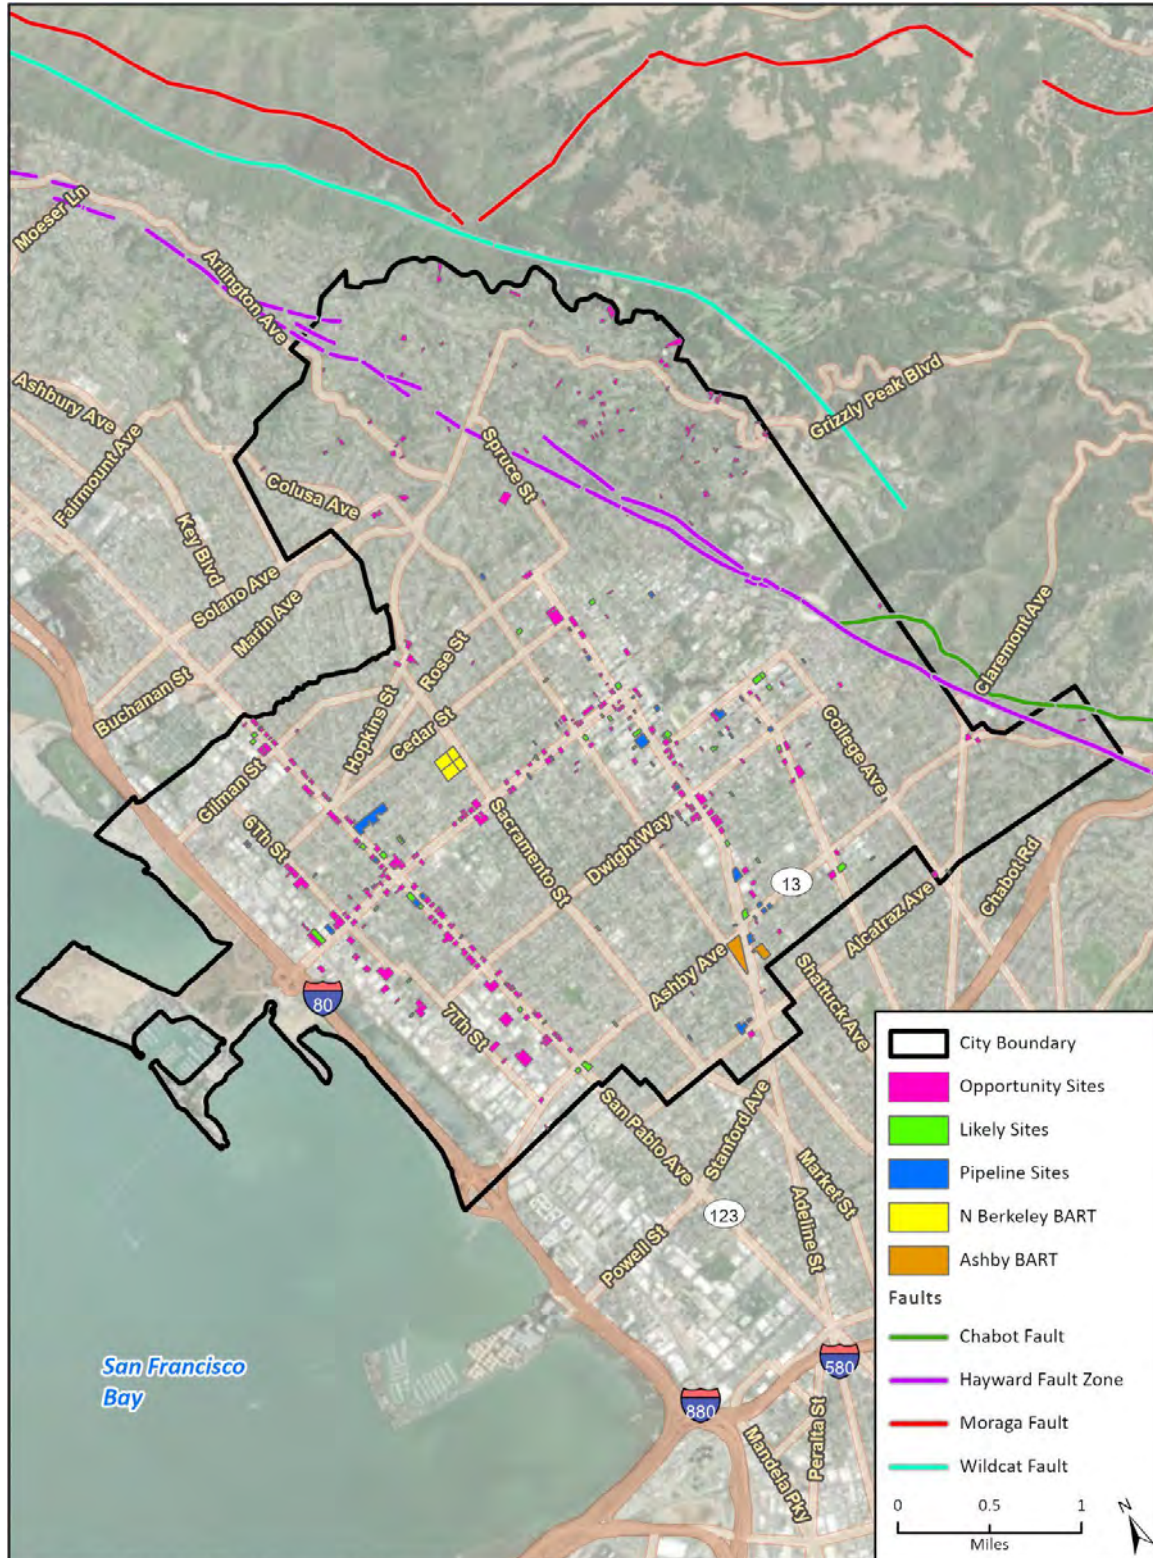 Moeser Ln
Arlington Ave
Ashbury Ave
Fairmount Ave
Key Blvd
Colusa Ave
Spruce St
Grizzly Peak Blvd
Solano Ave
Marin Ave
Buchanan St
Rose St
Hopkins St
Cedar St
Gilman St
6Th St
Claremont Ave
College Ave
Sacramento St
Dwight Way
13
Chabot Rd
Alcatraz Ave
Ashby Ave
Shattuck Ave
80
7Th St
San Pablo Ave
Stanford Ave
Market St
Adeline St
123
Powell St
580
880
Peralta St
Mandela Pky
San Francisco
Bay
City Boundary
Opportunity Sites
Likely Sites
Pipeline Sites
N Berkeley BART
Ashby BART
Faults
Chabot Fault
Hayward Fault Zone
Moraga Fault
Wildcat Fault
0 0.5 1
Miles
N